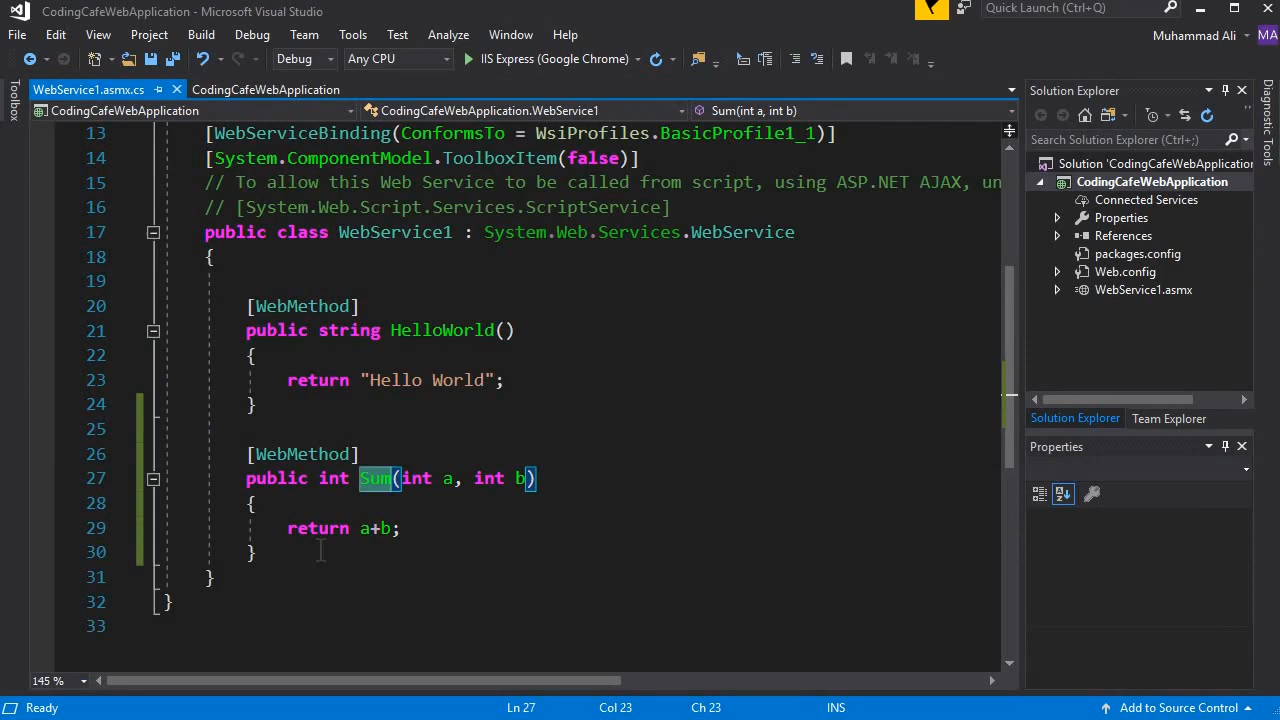 CodingCafeWebApplication - Microsoft Visual Studio
Quick Launch (Ctrl+Q)
File Edit View Project Build Debug Team Tools Test Analyze Window Help
Muhammad Ali MA
Debug Any CPU IIS Express (Google Chrome)
Toolbox
WebService1.asmx.cs CodingCafeWebApplication
CodingCafeWebApplication CodingCafeWebApplication.WebService1 Sum(int a, int b)
13 [WebServiceBinding(ConformsTo = WsiProfiles.BasicProfile1_1)]
14 [System.ComponentModel.ToolboxItem(false)]
15 // To allow this Web Service to be called from script, using ASP.NET AJAX, un
16 // [System.Web.Script.Services.ScriptService]
17 public class WebService1 : System.Web.Services.WebService
18 {
19
20 [WebMethod]
21 public string HelloWorld()
22 {
23 return "Hello World";
24 }
25
26 [WebMethod]
27 public int Sum(int a, int b)
28 {
29 return a+b;
30 }
31 }
32 }
33
145 %
Solution Explorer
Search Solution Explorer
Solution 'CodingCafeWebApplication
CodingCafeWebApplication
Connected Services
Properties
References
packages.config
Web.config
WebService1.asmx
Solution Explorer Team Explorer
Properties
Diagnostic Tools
Ready Ln 27 Col 23 Ch 23 INS Add to Source Control